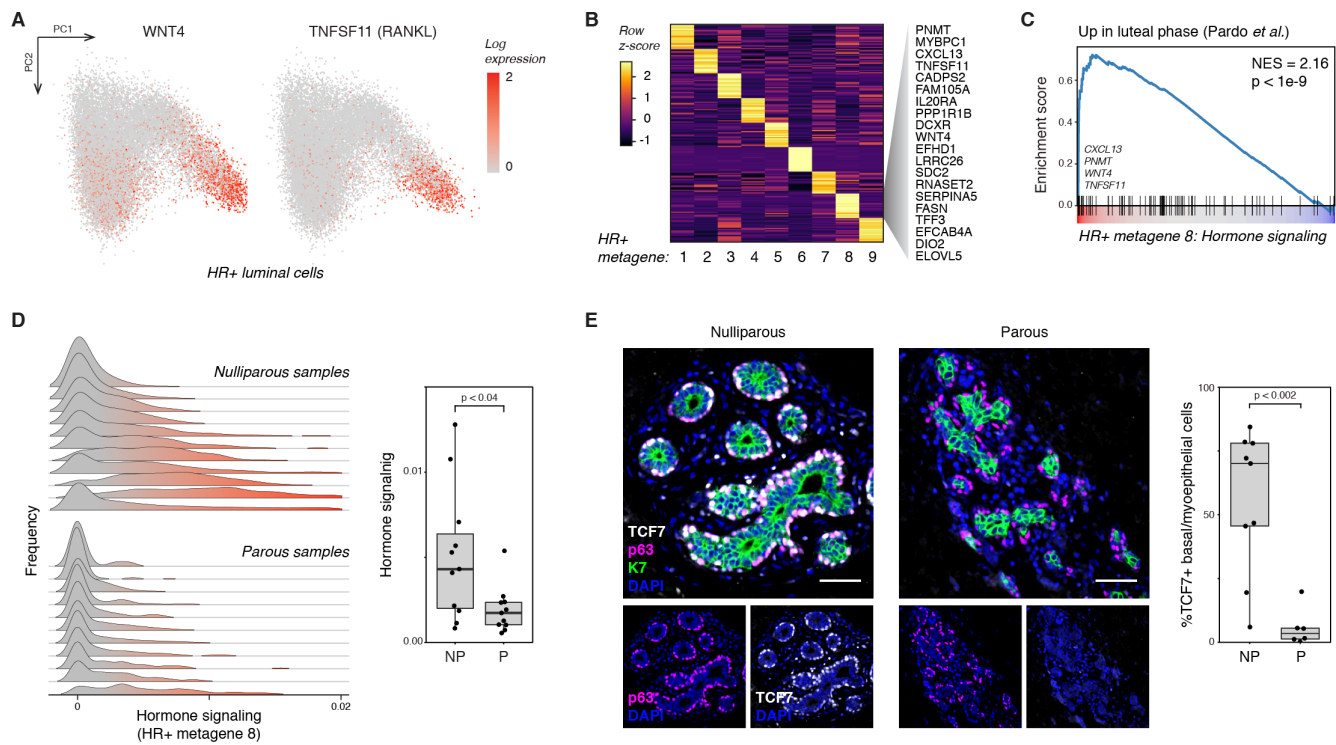 A
PC1
PC2
WNT4
TNFSF11 (RANKL)
Log
expression
2
0
HR+ luminal cells
B
Row
z-score
2
1
0
-1
HR+
metagene: 1 2 3 4 5 6 7 8 9
PNMT
MYBPC1
CXCL13
TNFSF11
CADPS2
FAM105A
IL20RA
PPP1R1B
DCXR
WNT4
EFHD1
LRRC26
SDC2
RNASET2
SERPINA5
FASN
TFF3
EFCAB4A
DIO2
ELOVL5
C
Up in luteal phase (Pardo et al.)
NES = 2.16
p < 1e-9
Enrichment score
0.6
0.4
0.2
0.0
CXCL13
PNMT
WNT4
TNFSF11
HR+ metagene 8: Hormone signaling
D
Nulliparous samples
Parous samples
Frequency
0
0.02
Hormone signaling
(HR+ metagene 8)
p < 0.04
Hormone signalnig
0.01
0.00
NP
P
E
Nulliparous
Parous
TCF7
p63
K7
DAPI
p63
DAPI
TCF7
DAPI
%TCF7+ basal/myoepithelial cells
100
50
0
p < 0.002
NP
P